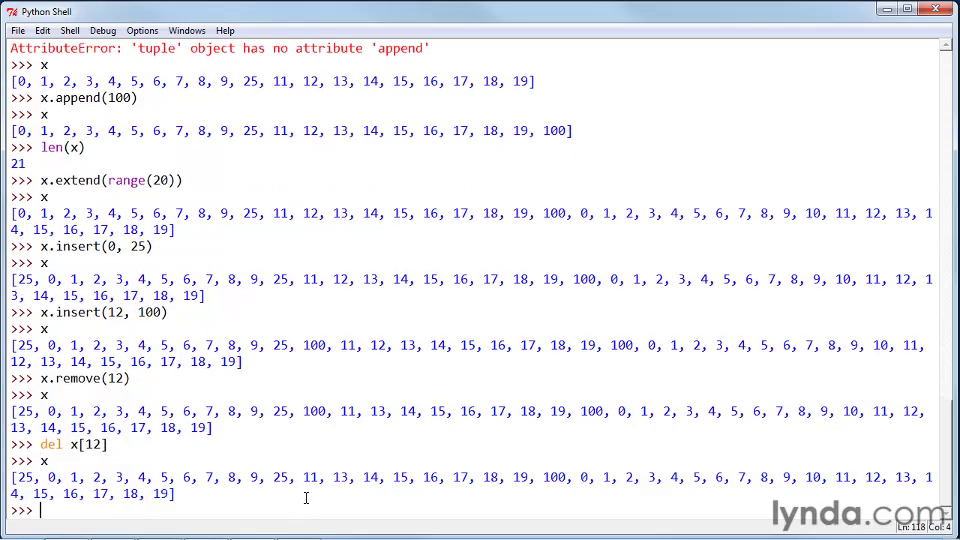 Python Shell
File Edit Shell Debug Options Windows Help
AttributeError: 'tuple' object has no attribute 'append'
>>> x
[0, 1, 2, 3, 4, 5, 6, 7, 8, 9, 25, 11, 12, 13, 14, 15, 16, 17, 18, 19]
>>> x.append(100)
>>> x
[0, 1, 2, 3, 4, 5, 6, 7, 8, 9, 25, 11, 12, 13, 14, 15, 16, 17, 18, 19, 100]
>>> len(x)
21
>>> x.extend(range(20))
>>> x
[0, 1, 2, 3, 4, 5, 6, 7, 8, 9, 25, 11, 12, 13, 14, 15, 16, 17, 18, 19, 100, 0, 1, 2, 3, 4, 5, 6, 7, 8, 9, 10, 11, 12, 13, 1
4, 15, 16, 17, 18, 19]
>>> x.insert(0, 25)
>>> x
[25, 0, 1, 2, 3, 4, 5, 6, 7, 8, 9, 25, 11, 12, 13, 14, 15, 16, 17, 18, 19, 100, 0, 1, 2, 3, 4, 5, 6, 7, 8, 9, 10, 11, 12, 1
3, 14, 15, 16, 17, 18, 19]
>>> x.insert(12, 100)
>>> x
[25, 0, 1, 2, 3, 4, 5, 6, 7, 8, 9, 25, 100, 11, 12, 13, 14, 15, 16, 17, 18, 19, 100, 0, 1, 2, 3, 4, 5, 6, 7, 8, 9, 10, 11,
12, 13, 14, 15, 16, 17, 18, 19]
>>> x.remove(12)
>>> x
[25, 0, 1, 2, 3, 4, 5, 6, 7, 8, 9, 25, 100, 11, 13, 14, 15, 16, 17, 18, 19, 100, 0, 1, 2, 3, 4, 5, 6, 7, 8, 9, 10, 11, 12,
13, 14, 15, 16, 17, 18, 19]
>>> del x[12]
>>> x
[25, 0, 1, 2, 3, 4, 5, 6, 7, 8, 9, 25, 11, 13, 14, 15, 16, 17, 18, 19, 100, 0, 1, 2, 3, 4, 5, 6, 7, 8, 9, 10, 11, 12, 13, 1
4, 15, 16, 17, 18, 19]
>>>
lynda.com
Ln: 118 Col: 4